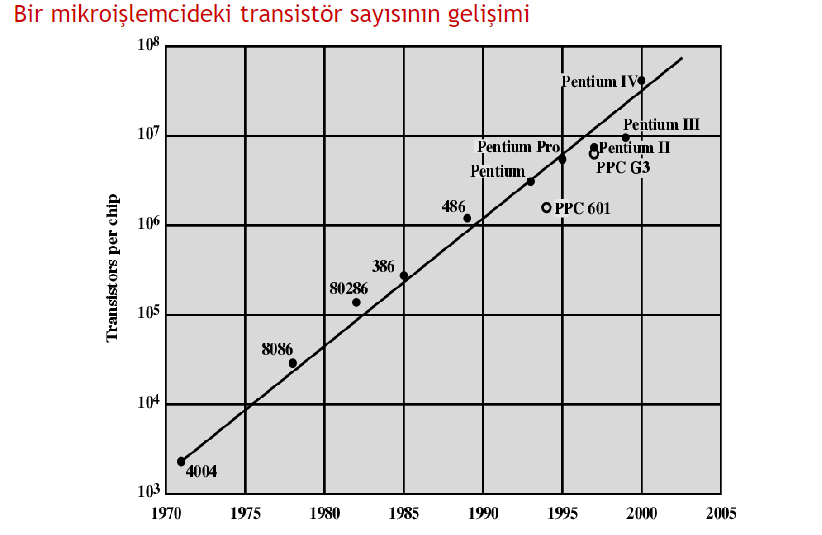 Bir mikroişlemcideki transistör sayısının gelişimi
10⁸
Pentium IV
Pentium III
10⁷
Pentium Pro
Pentium II
PPC G3
Pentium
486
PPC 601
10⁶
386
80286
10⁵
8086
10⁴
4004
10³
Transistors per chip
1970 1975 1980 1985 1990 1995 2000 2005